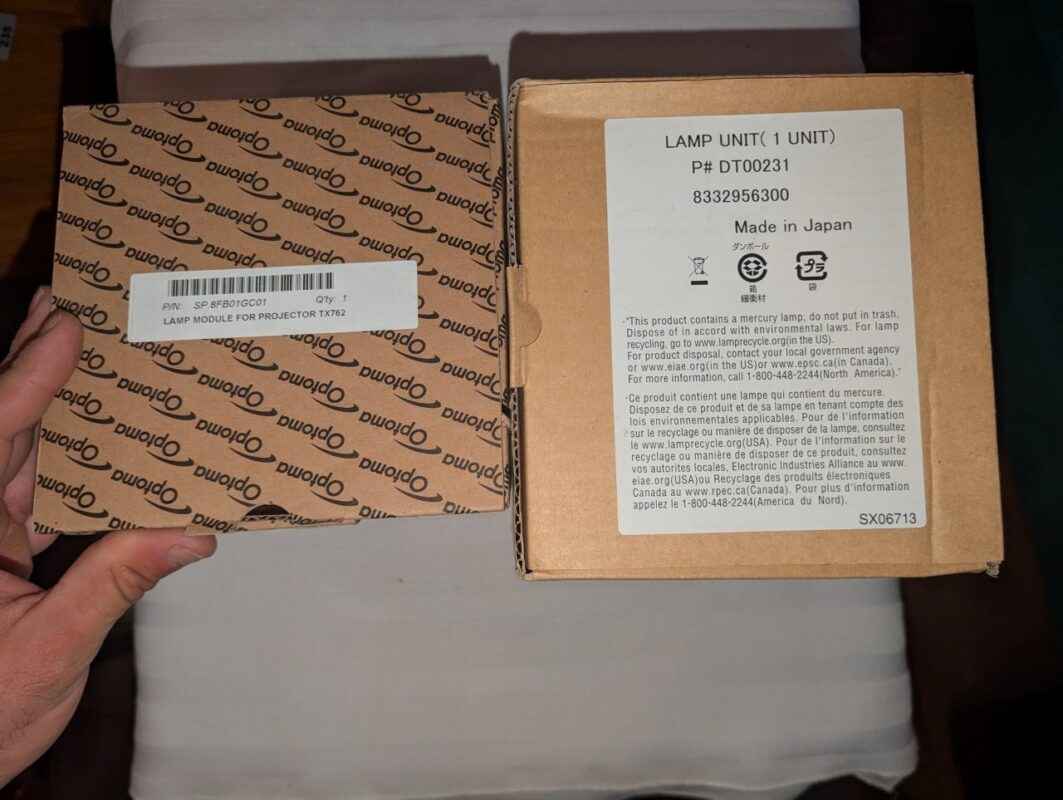 Optoma
P/N: SP.8FB01GC01 Q'ty 1
LAMP MODULE FOR PROJECTOR TX762
LAMP UNIT( 1 UNIT)
P# DT00231
8332956300
Made in Japan
ダンボール
プラ
箱
緩衝材
袋
"This product contains a mercury lamp; do not put in trash.
Dispose of in accord with environmental laws. For lamp
recycling, go to www.lamprecycle.org(in the US).
For product disposal, contact your local government agency
or www.eiae.org(in the US)or www.epsc.ca(in Canada).
For more information, call 1-800-448-2244(North America)."
"Ce produit contient une lampe qui contient du mercure.
Disposez de ce produit et de sa lampe en tenant compte des
lois environnementales applicables. Pour de l'information
sur le recyclage ou manière de disposer de la lampe, consultez
le www.lamprecycle.org(USA). Pour de l'information sur le
recyclage ou manière de disposer de ce produit, consultez
vos autorites locales, Electronic Industries Alliance au www.
eiae.org(USA)ou Recyclage des produits électroniques
Canada au www.rpec.ca(Canada). Pour plus d'information
appelez le 1-800-448-2244(America du Nord).
SX06713
235